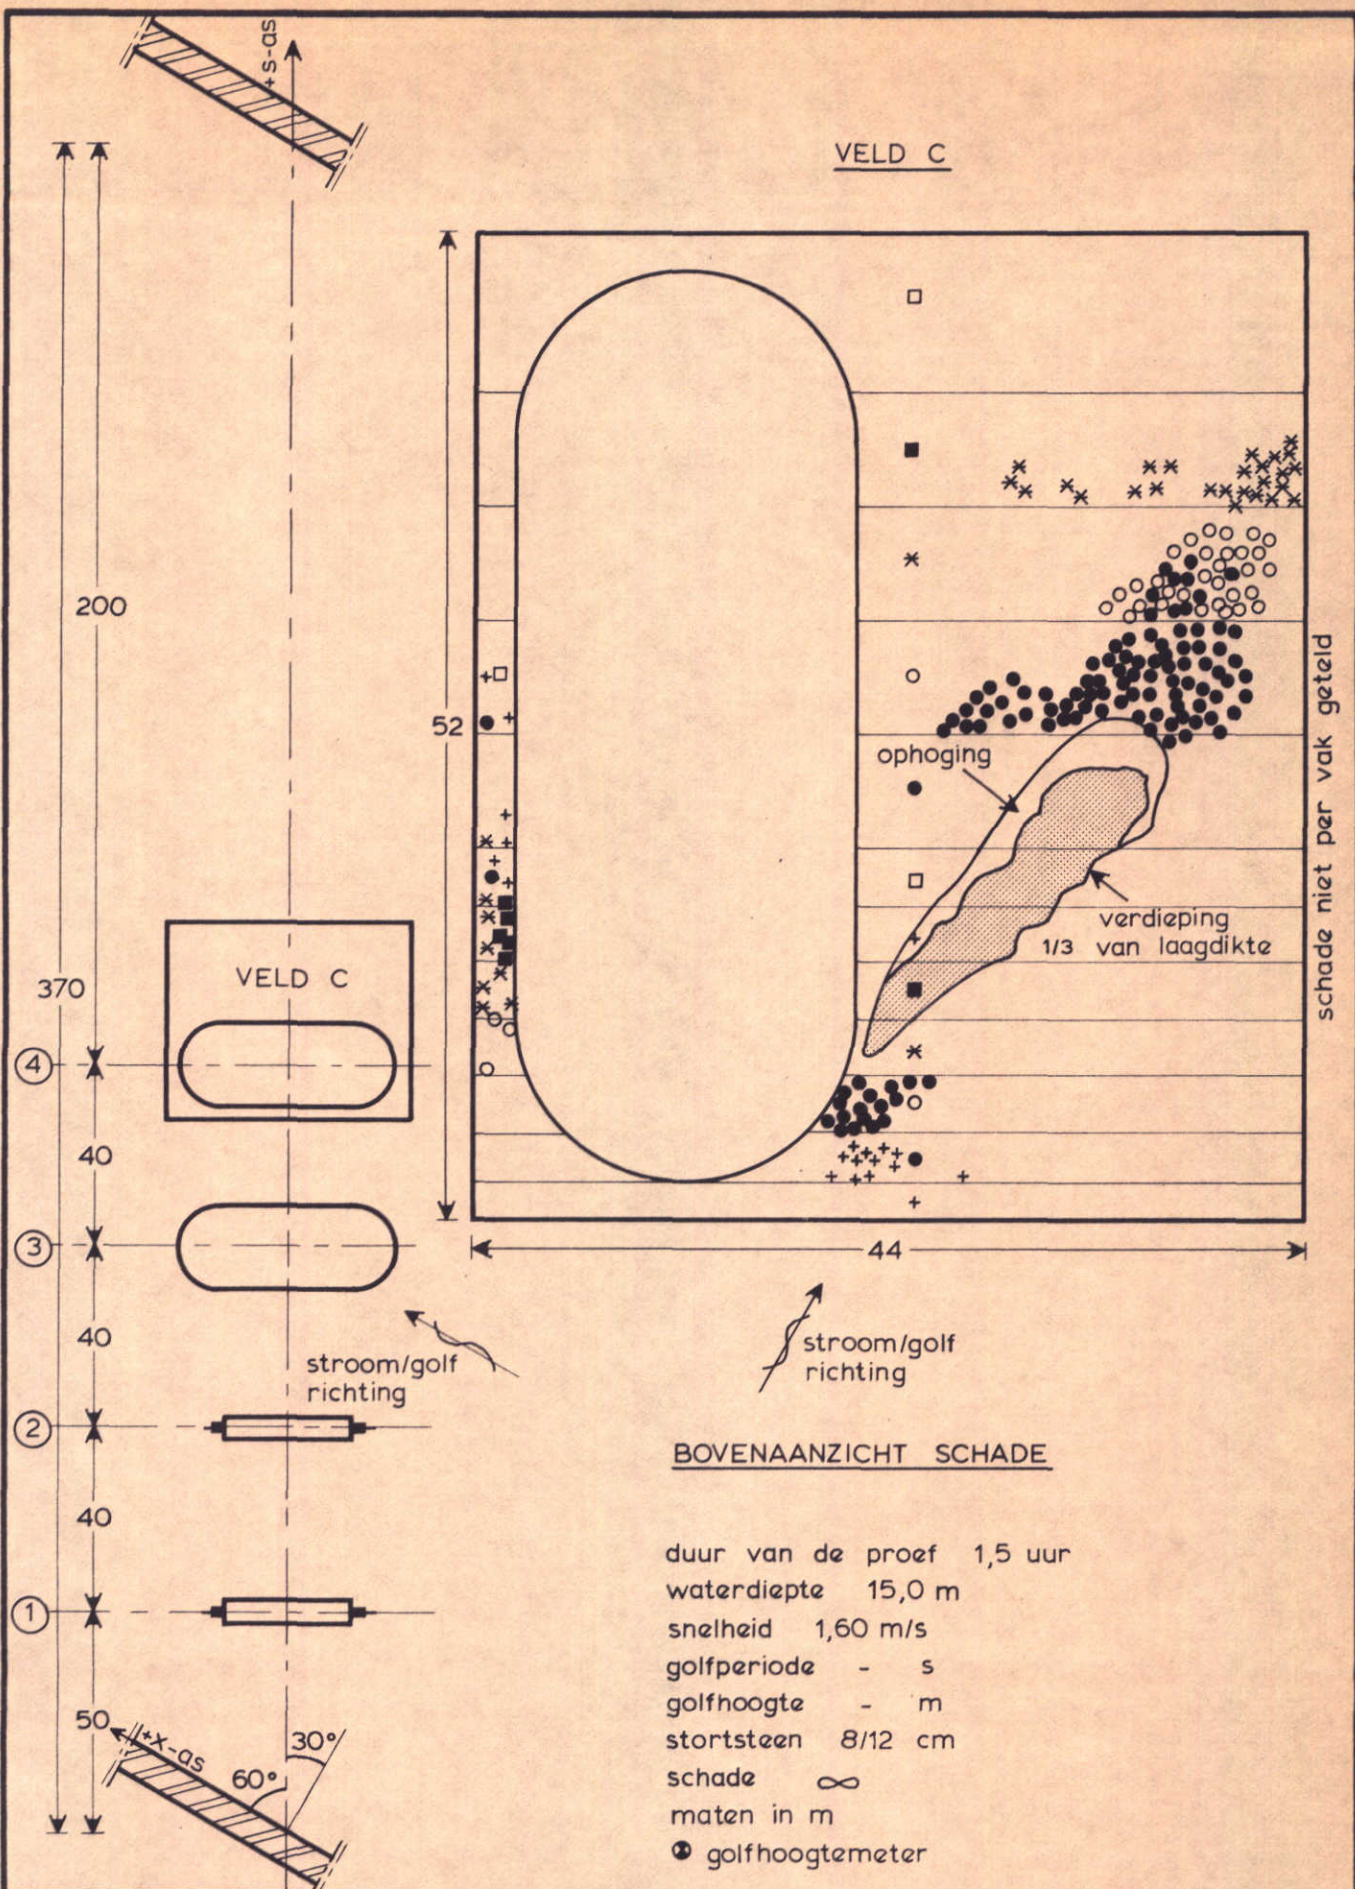 +s-as
VELD C
200
52
ophoging
verdieping
1/3 van laagdikte
schade niet per vak geteld
370
VELD C
4
40
3
44
40
stroom/golf
richting
stroom/golf
richting
2
BOVENAANZICHT SCHADE
40
duur van de proef 1,5 uur
waterdiepte 15,0 m
1
snelheid 1,60 m/s
golfperiode - s
golfhoogte - m
50
+x-as
30°
60°
stortsteen 8/12 cm
schade ∞
maten in m
golfhoogtemeter